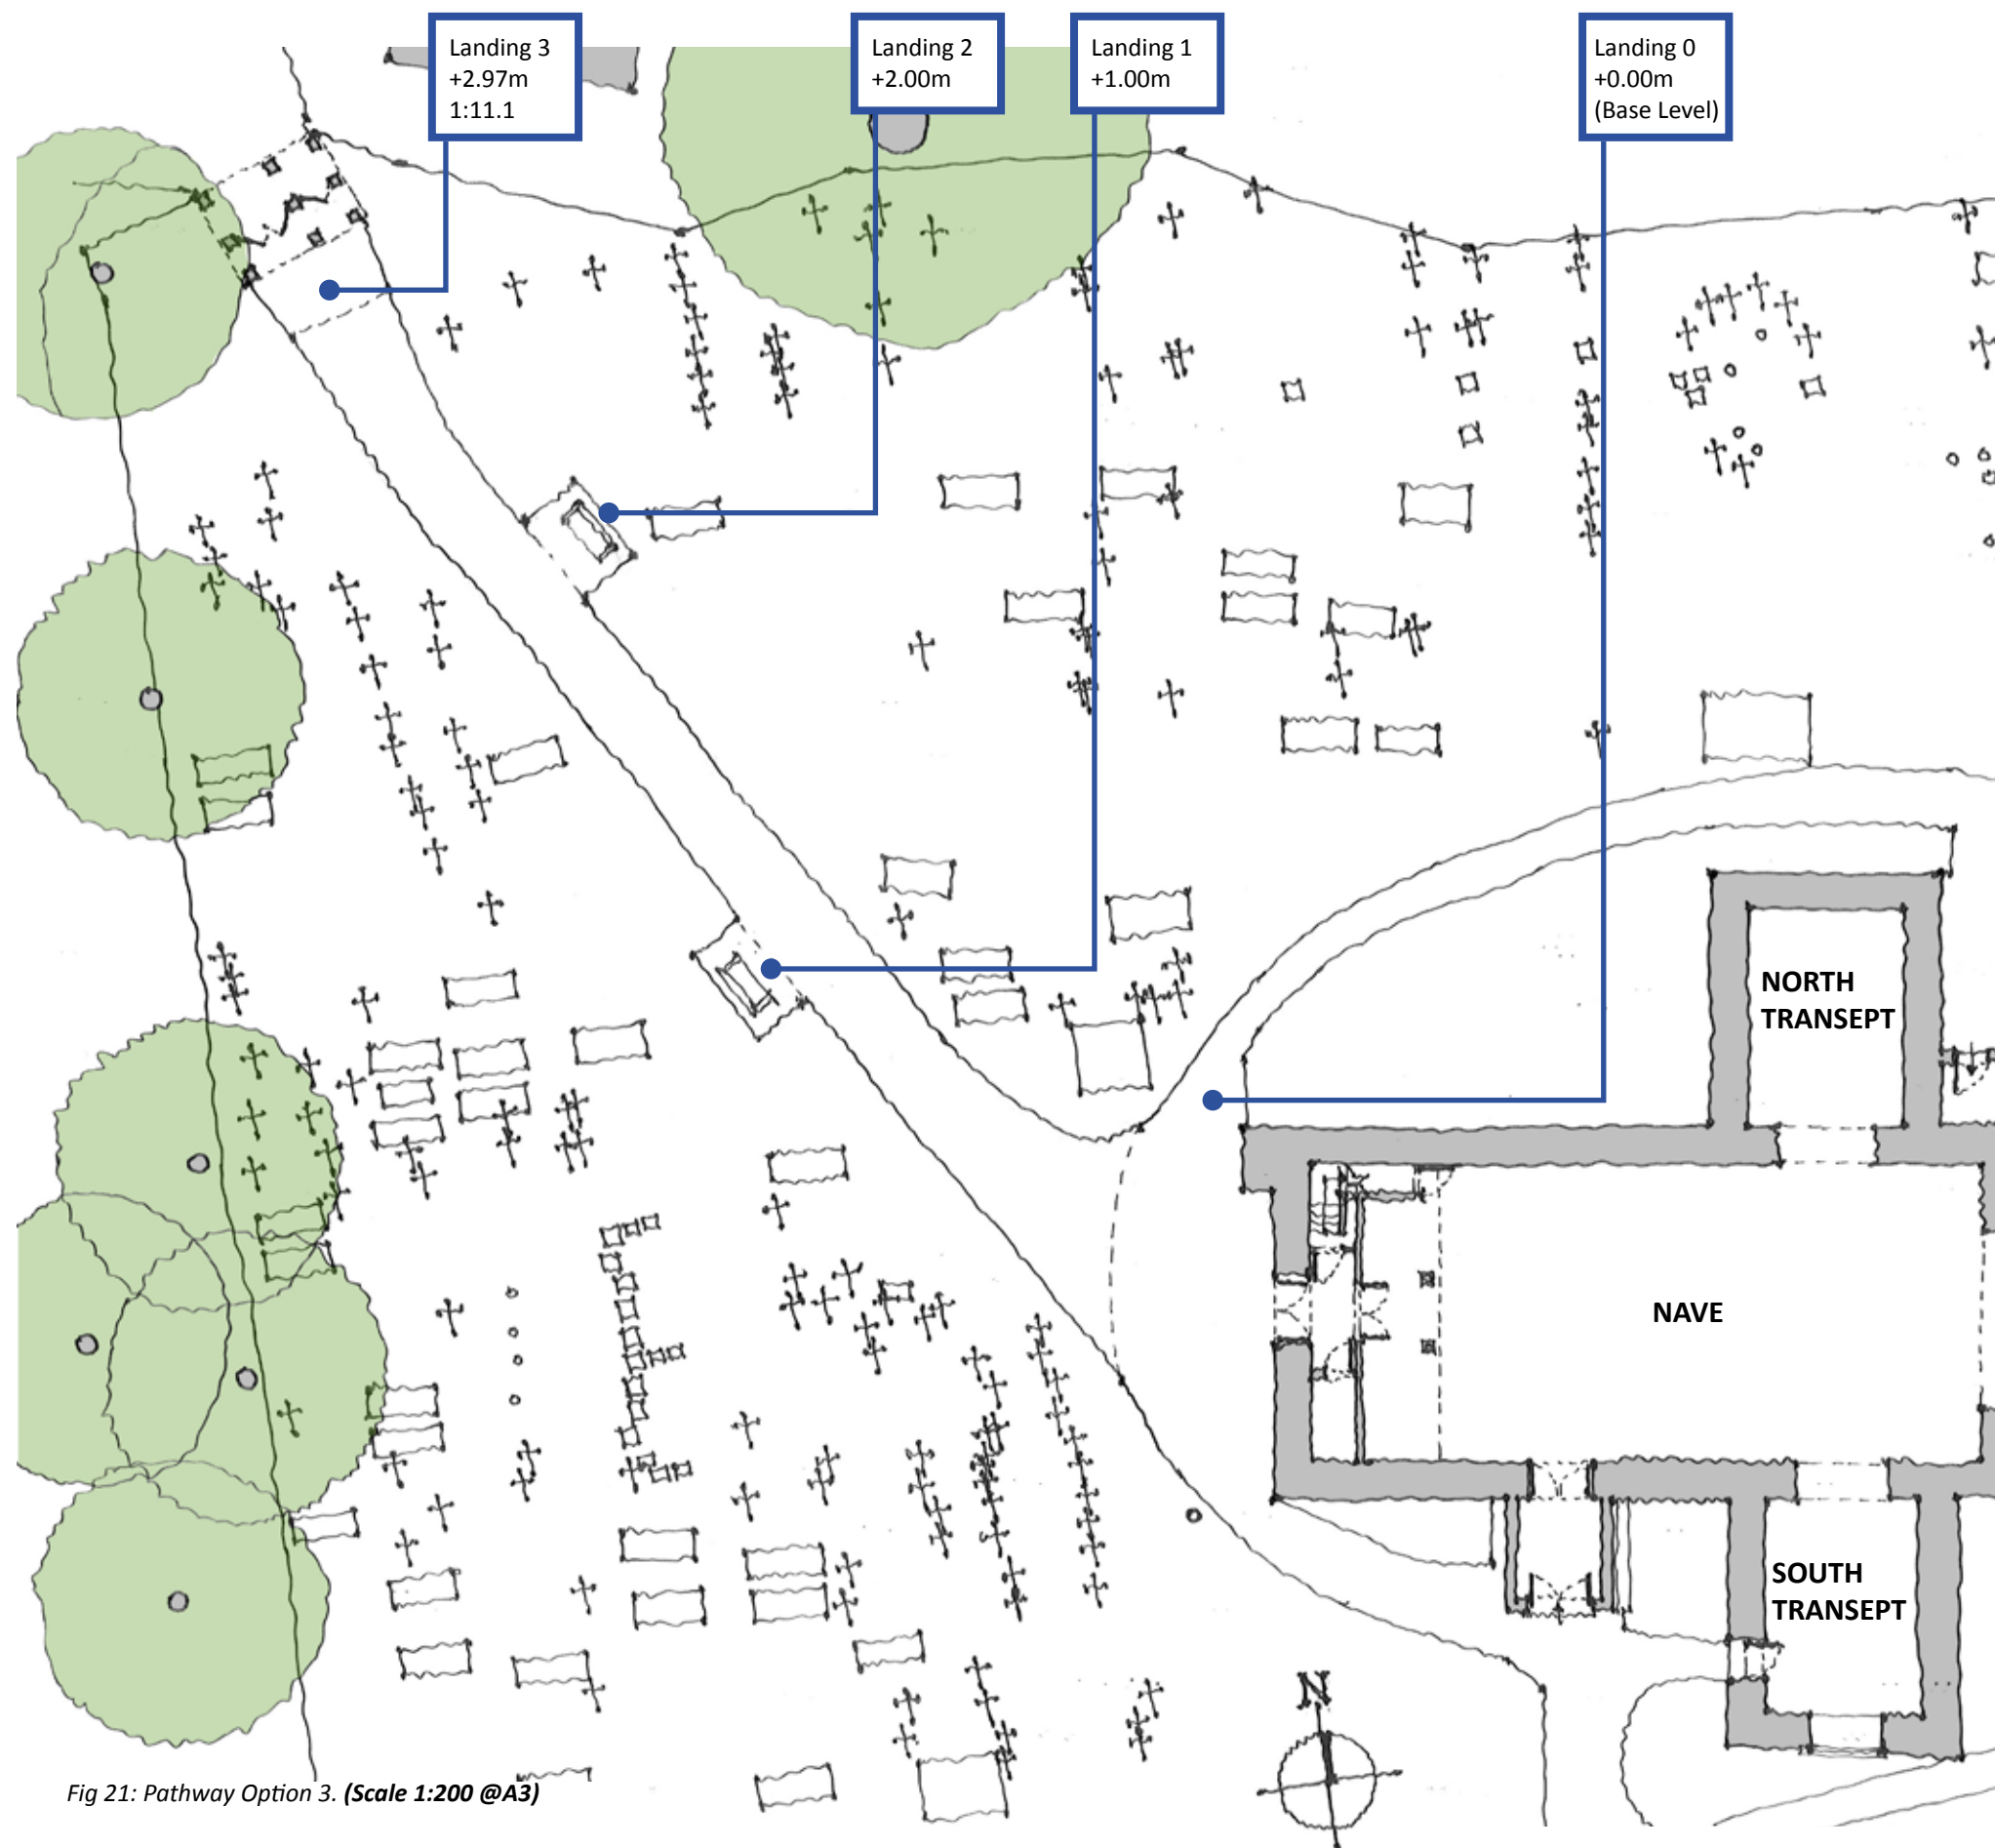 Landing 3
+2.97m
1:11.1
Landing 2
+2.00m
Landing 1
+1.00m
Landing 0
+0.00m
(Base Level)
NORTH
TRANSEPT
NAVE
SOUTH
TRANSEPT
N
Fig 21: Pathway Option 3. (Scale 1:200 @A3)